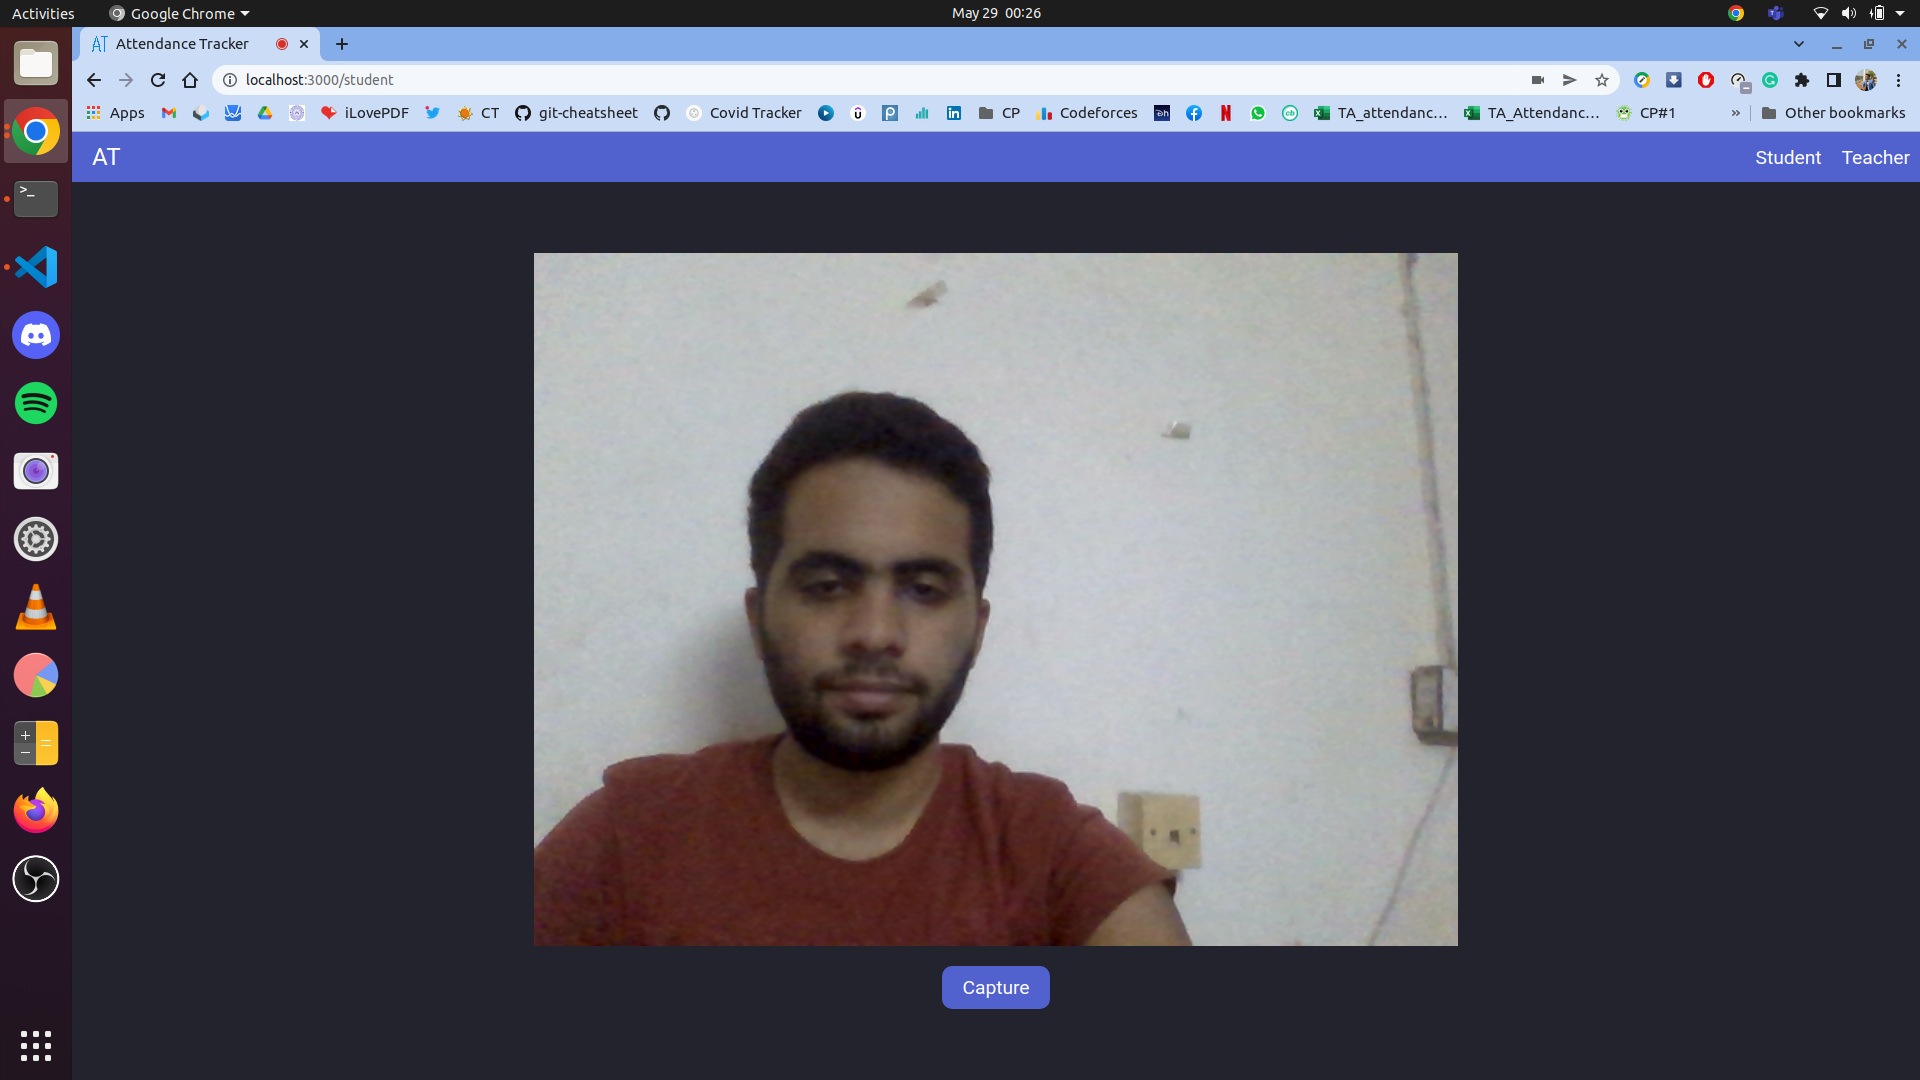 Activities Google Chrome May 29 00:26
AT Attendance Tracker
localhost:3000/student
Apps iLovePDF CT git-cheatsheet Covid Tracker CP Codeforces TA_attendanc... TA_Attendanc... CP#1 » Other bookmarks
AT Student Teacher
Capture